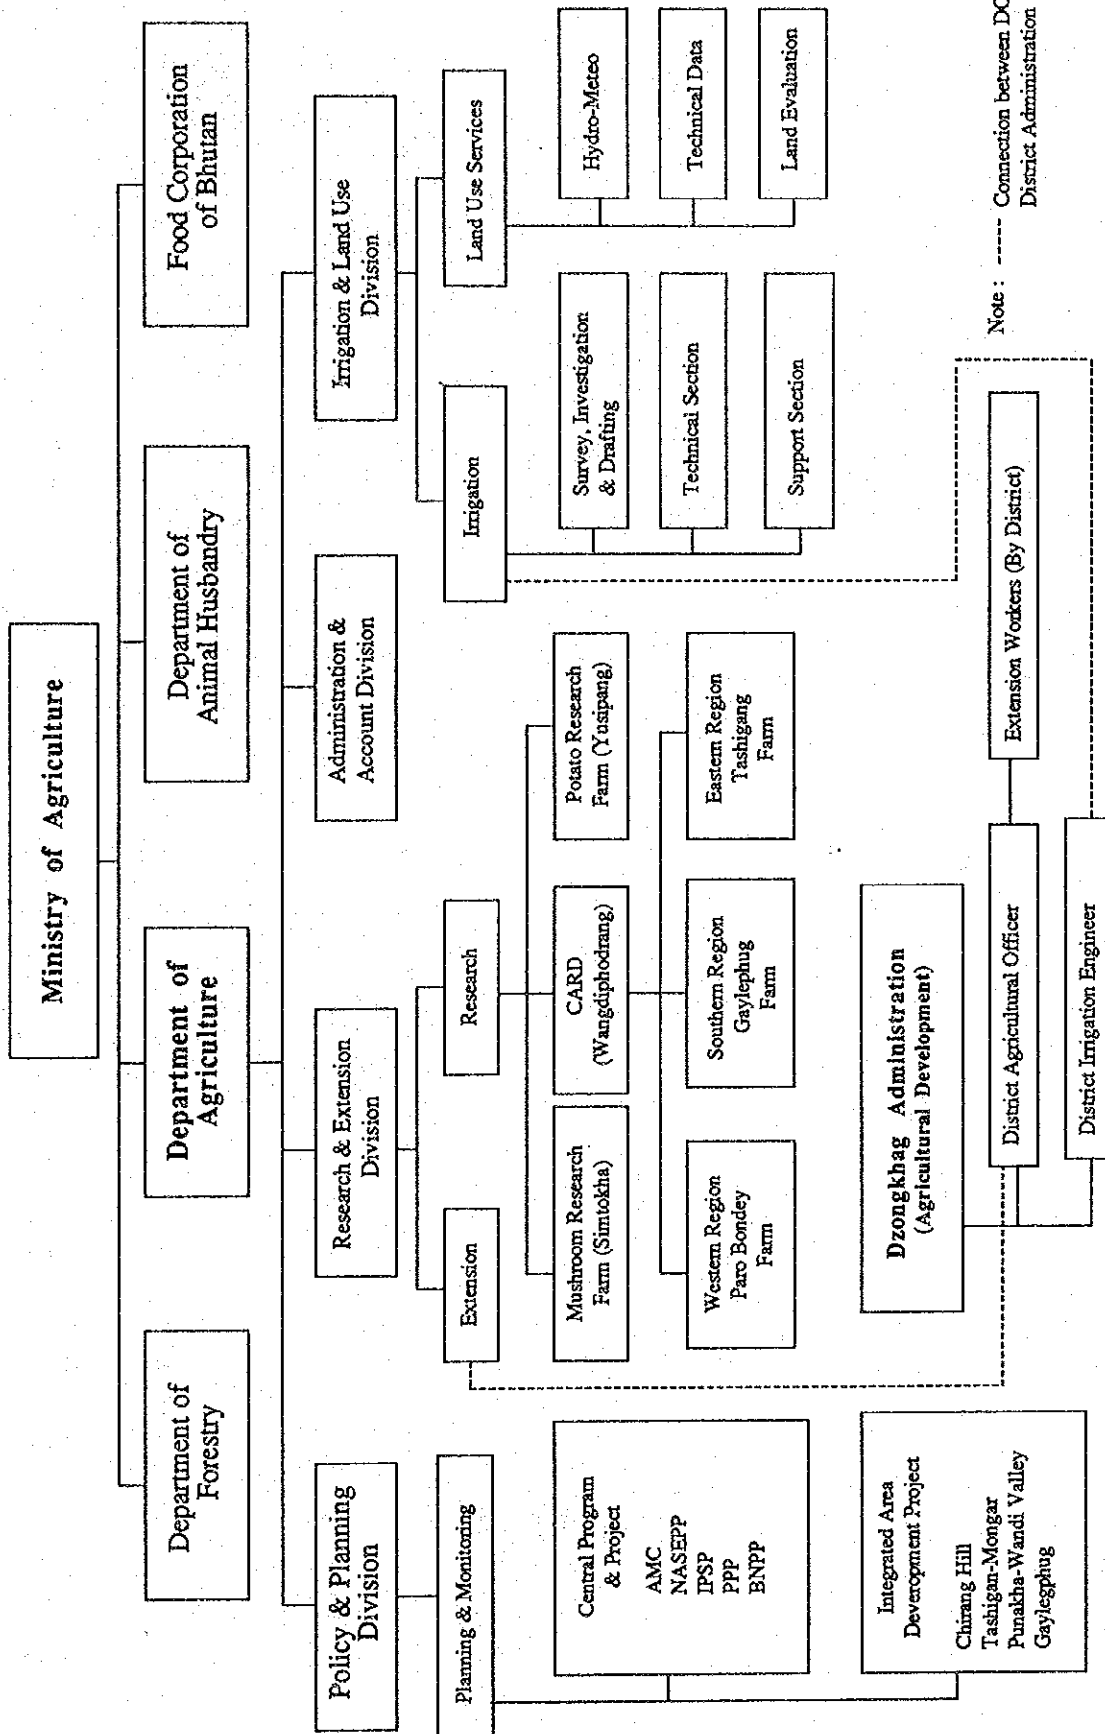 Ministry of Agriculture
Department of
Forestry
Department of
Agriculture
Department of
Animal Husbandry
Food Corporation
of Bhutan
Policy & Planning
Division
Research & Extension
Division
Administration &
Account Division
Irrigation & Land Use
Division
Planning & Monitoring
Extension
Research
Irrigation
Land Use Services
Central Program
& Project
AMC
NASEPP
IPSP
PPP
BNPP
Mushroom Research
Farm (Simtokha)
CARD
(Wangdiphodrang)
Potato Research
Farm (Yusipang)
Survey, Investigation
& Drafting
Technical Section
Support Section
Hydro-Meteo
Technical Data
Land Evaluation
Western Region
Paro Bondey
Farm
Southern Region
Gaylephug
Farm
Eastern Region
Tashigang
Farm
Integrated Area
Deveropment Project
Chirang Hill
Tashigan-Mongar
Punakha-Wandi Valley
Gaylegphug
Dzongkhag Administration
(Agricultural Development)
District Agricultural Officer
Extension Workers (By District)
District Irrigation Engineer
Note : ----- Connection between
District Administration